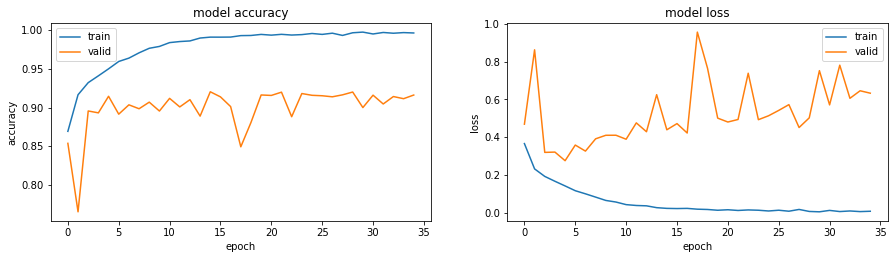 model accuracy
train
valid
1.00
0.95
0.90
0.85
0.80
accuracy
0 5 10 15 20 25 30 35
epoch
model loss
train
valid
1.0
0.8
0.6
0.4
0.2
0.0
loss
0 5 10 15 20 25 30 35
epoch